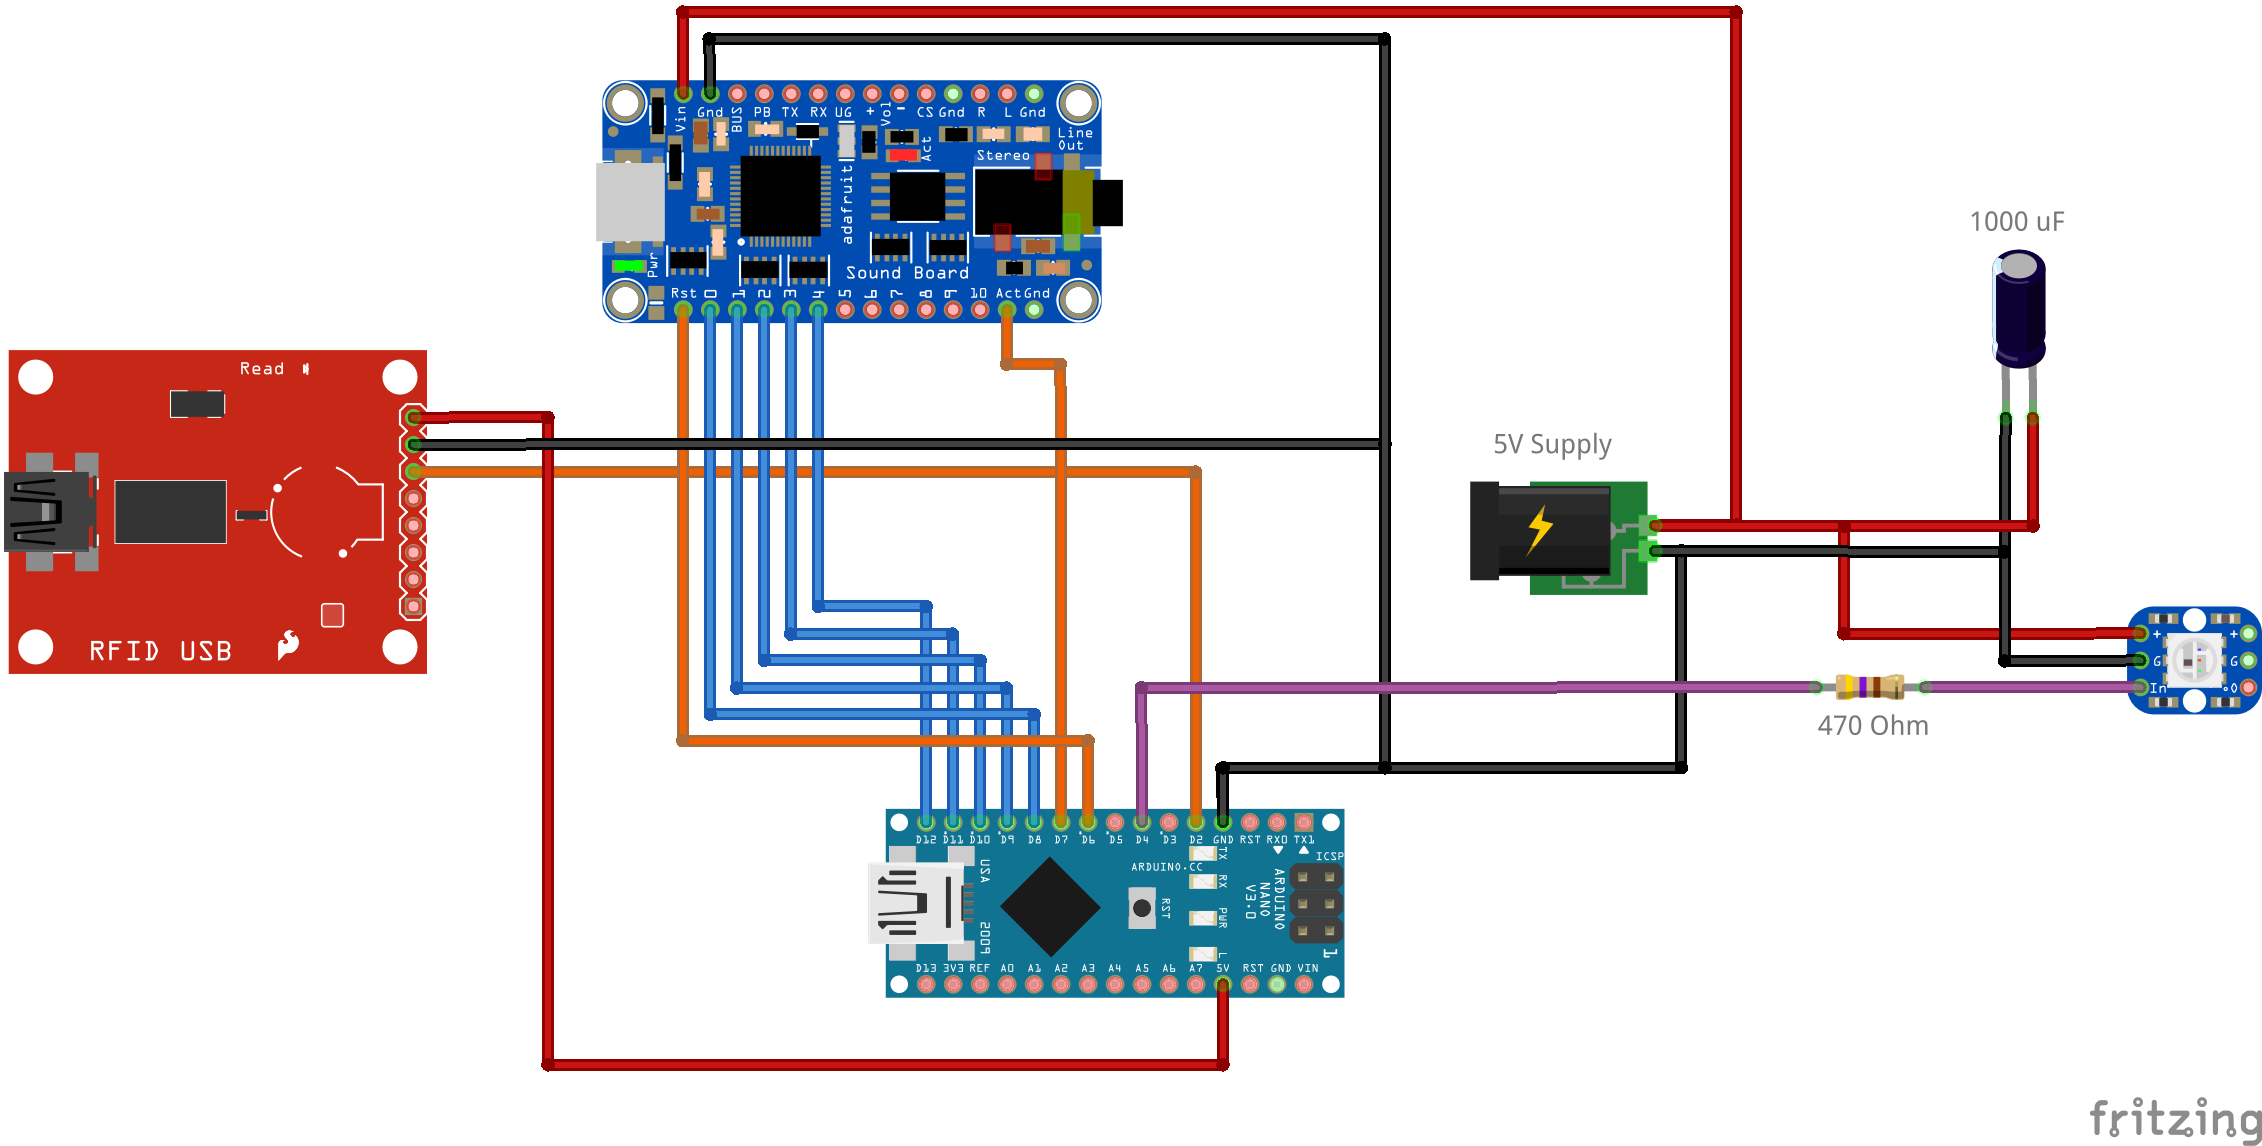 Vin Gnd BUS PB TX RX UG + Vol - CS Gnd R L Gnd
Line
Out
Act
Stereo
adafruit
Pwr
Sound Board
Rst 0 1 2 3 4 5 6 7 8 9 10 Act Gnd
1000 uF
Read
5V Supply
RFID USB
+ +
G G
In O
470 Ohm
D12 D11 D10 D9 D8 D7 D6 D5 D4 D3 D2 GND RST RX0 TX1
ARDUINO.CC
TX
RX
PWR
L
ICSP
USA
2009
RST
ARDUINO
NANO
V3.0
1
D13 3V3 REF A0 A1 A2 A3 A4 A5 A6 A7 5V RST GND VIN
fritzing